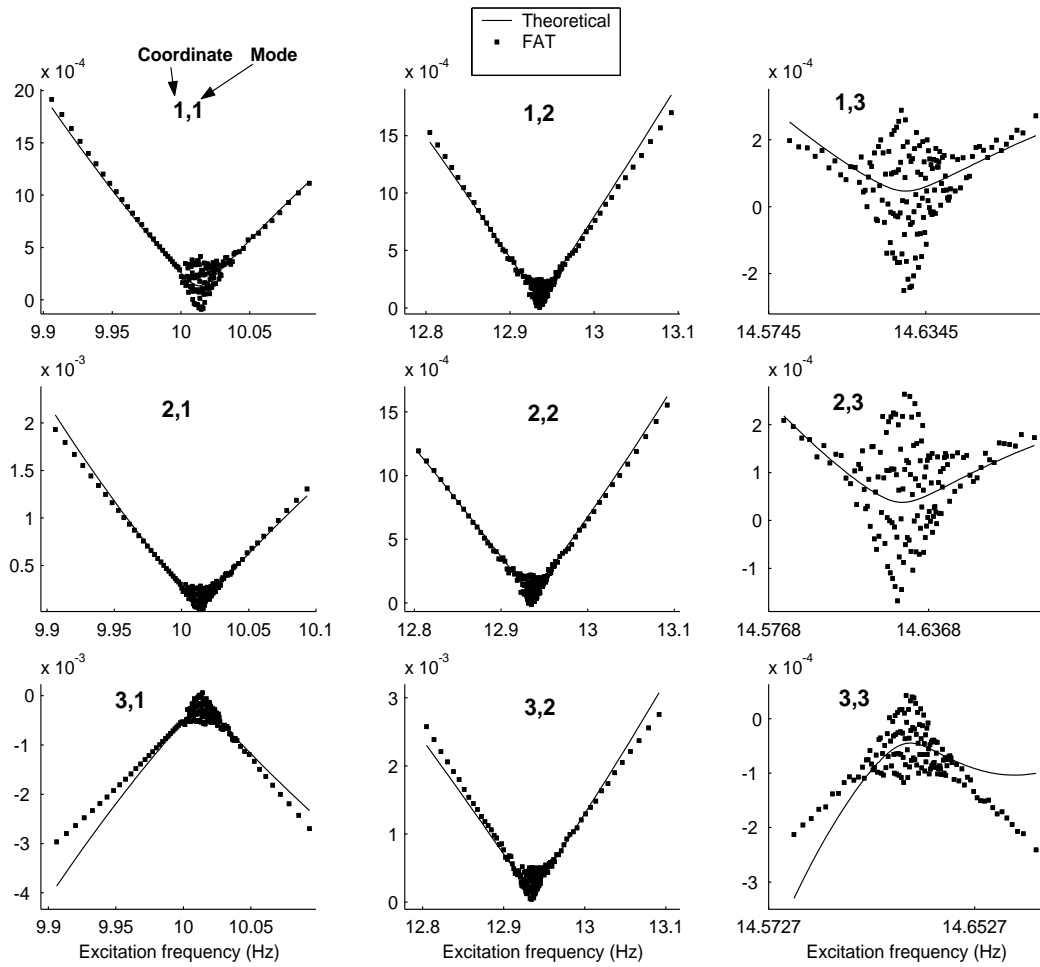 Theoretical
FAT
Coordinate Mode
x 10-4
20
15
10
5
0
1,1
9.9 9.95 10 10.05
x 10-4
15
10
5
0
1,2
12.8 12.9 13 13.1
x 10-4
2
0
-2
1,3
14.5745 14.6345
x 10-3
2
1.5
1
0.5
2,1
9.9 9.95 10 10.05 10.1
x 10-4
15
10
5
0
2,2
12.8 12.9 13 13.1
x 10-4
2
1
0
-1
2,3
14.5768 14.6368
x 10-3
0
-1
-2
-3
-4
3,1
9.9 9.95 10 10.05
Excitation frequency (Hz)
x 10-3
3
2
1
0
3,2
12.8 12.9 13 13.1
Excitation frequency (Hz)
x 10-4
0
-1
-2
-3
3,3
14.5727 14.6527
Excitation frequency (Hz)